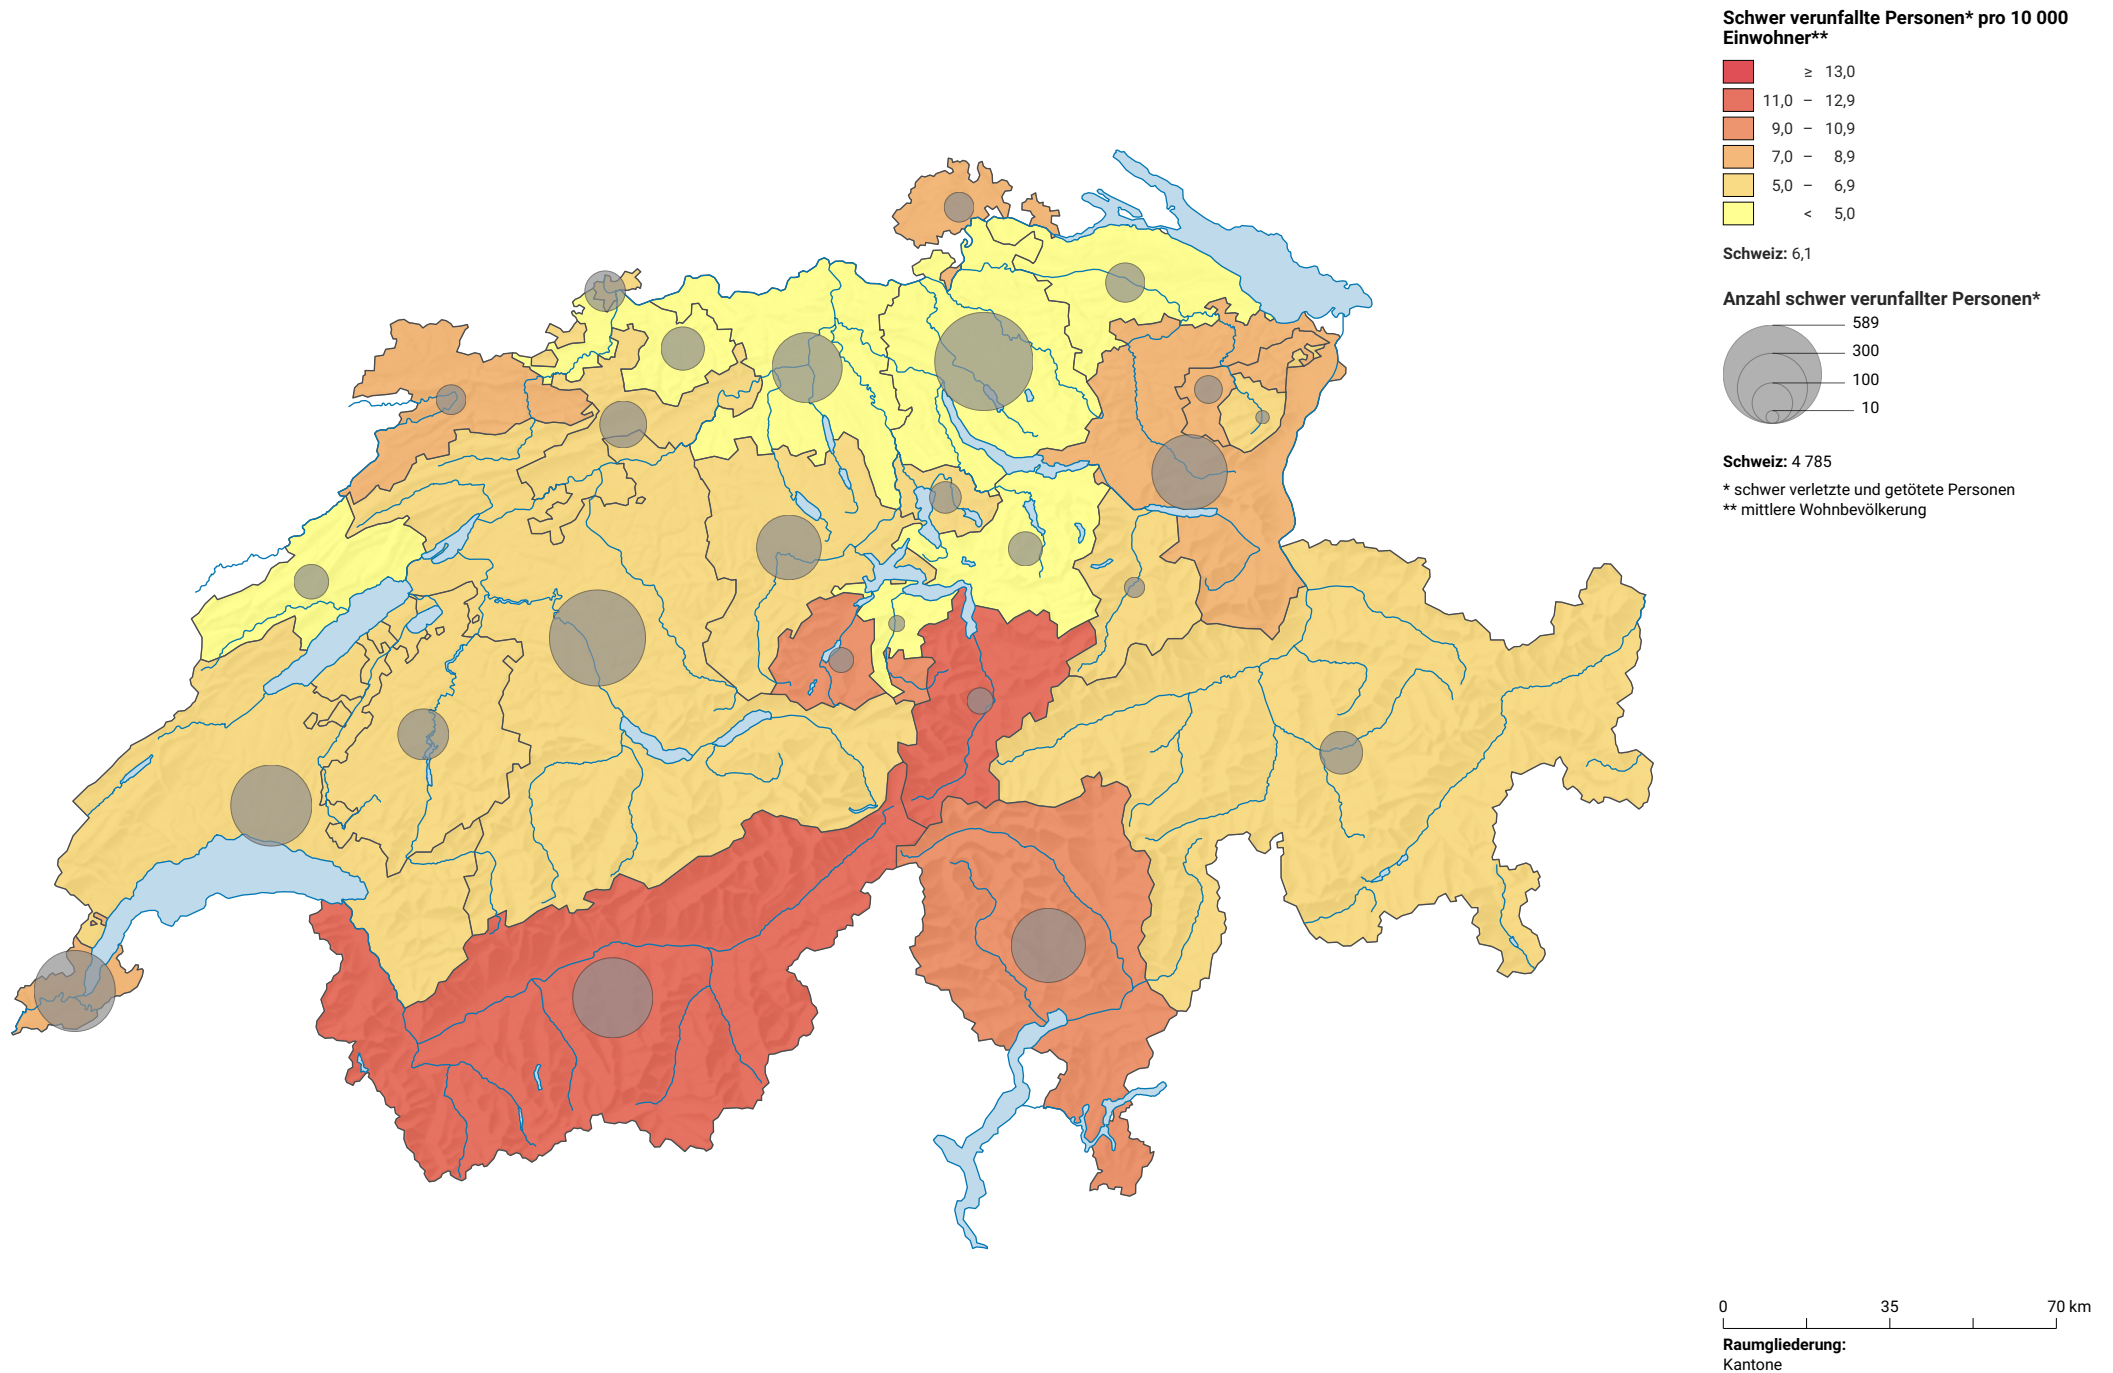 Schwer verunfallte Personen* pro 10 000
Einwohner**
≥ 13,0
11,0 – 12,9
9,0 – 10,9
7,0 – 8,9
5,0 – 6,9
< 5,0
Schweiz: 6,1
Anzahl schwer verunfallter Personen*
589
300
100
10
Schweiz: 4 785
* schwer verletzte und getötete Personen
** mittlere Wohnbevölkerung
0 35 70 km
Raumgliederung:
Kantone